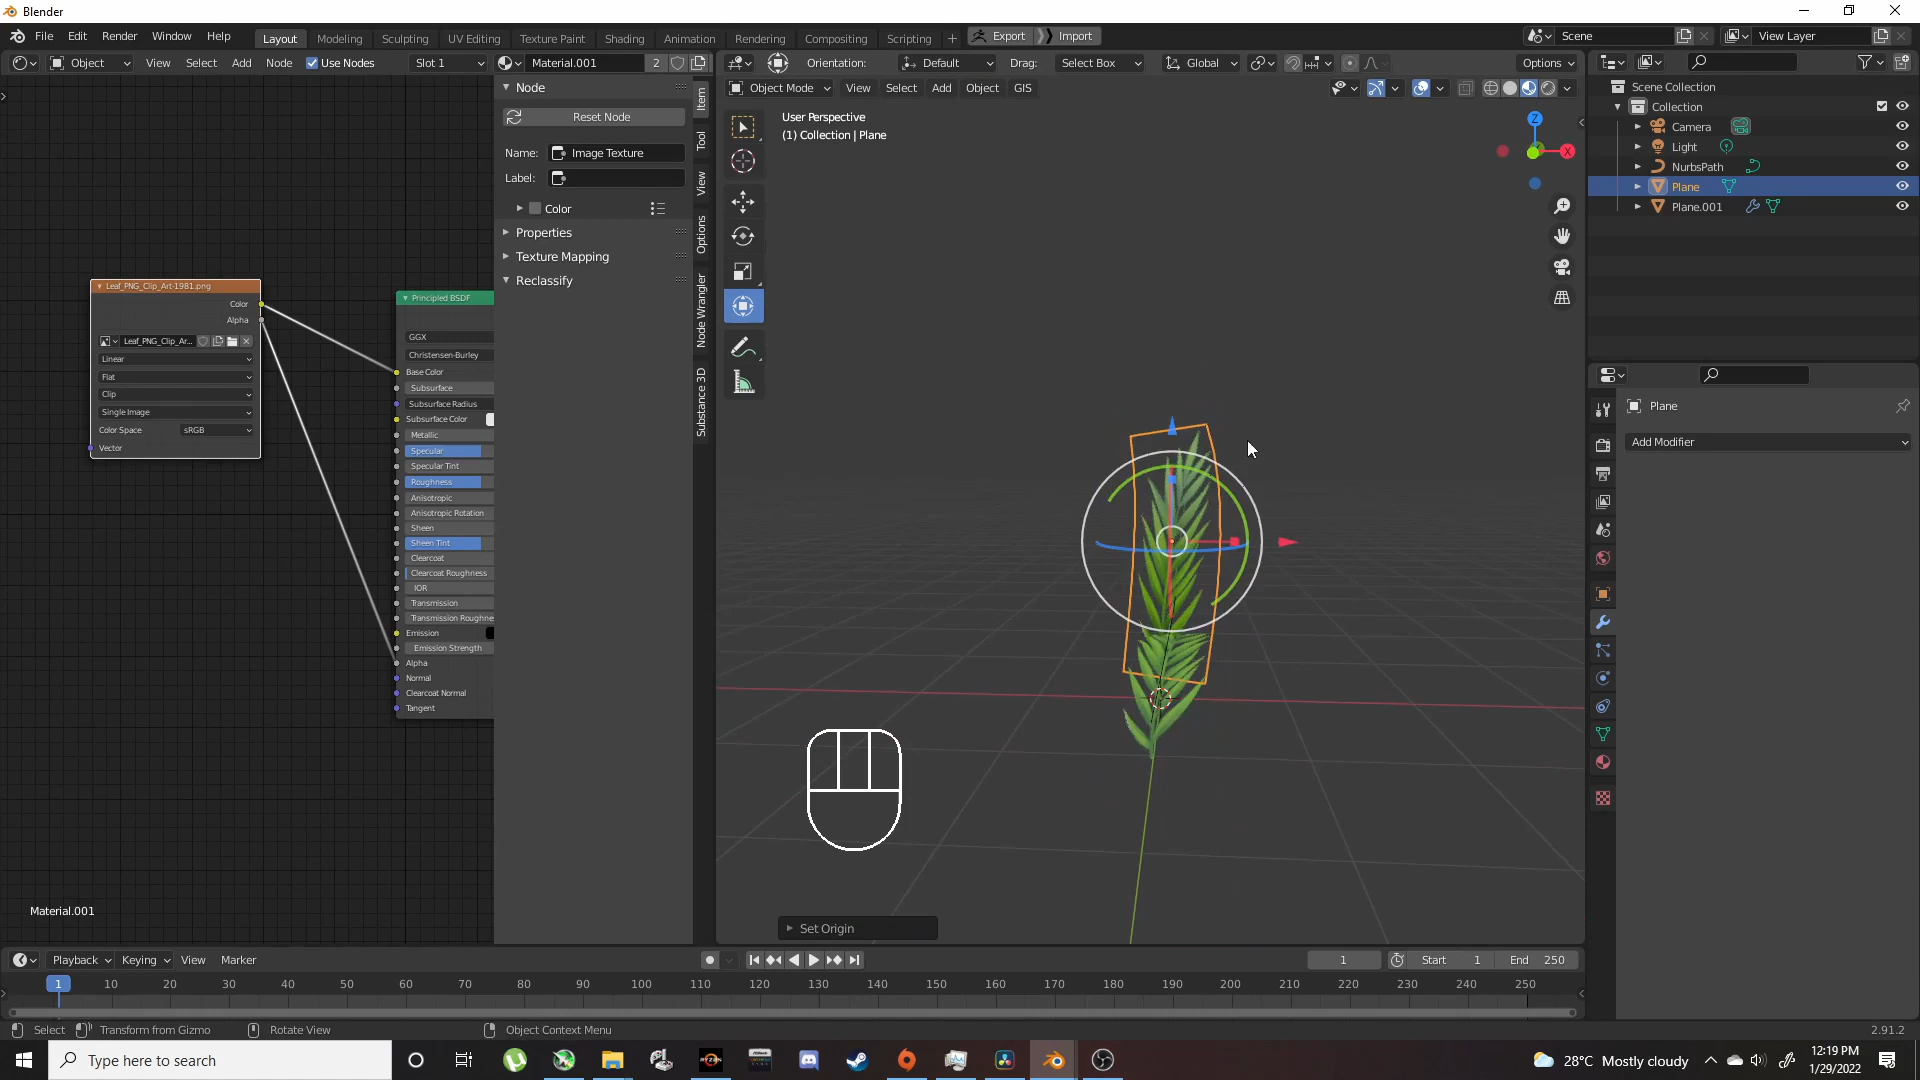 Blender
File Edit Render Window Help Layout Modeling Sculpting UV Editing Texture Paint Shading Animation Rendering Compositing Scripting + Export Import Scene View Layer
Object View Select Add Node Use Nodes Slot 1 Material.001 2 Orientation: Default Drag: Select Box Global Options
Object Mode View Select Add Object GIS
Node
Reset Node
Name: Image Texture
Label:
Color
Properties
Texture Mapping
Reclassify
Item
Tool
View
Options
Node Wrangler
Substance 3D
Leaf_PNG_Clip_Art-1981.png
Color
Alpha
Leaf_PNG_Clip_Ar...
Linear
Flat
Clip
Single Image
Color Space sRGB
Vector
Principled BSDF
GGX
Christensen-Burley
Base Color
Subsurface
Subsurface Radius
Subsurface Color
Metallic
Specular
Specular Tint
Roughness
Anisotropic
Anisotropic Rotation
Sheen
Sheen Tint
Clearcoat
Clearcoat Roughness
IOR
Transmission
Transmission Roughne
Emission
Emission Strength
Alpha
Normal
Clearcoat Normal
Tangent
Material.001
User Perspective
(1) Collection | Plane
Z
X
Set Origin
Scene Collection
Collection
Camera
Light
NurbsPath
Plane
Plane.001
Plane
Add Modifier
Playback Keying View Marker 1 Start 1 End 250
1 10 20 30 40 50 60 70 80 90 100 110 120 130 140 150 160 170 180 190 200 210 220 230 240 250
Select Transform from Gizmo Rotate View Object Context Menu 2.91.2
Type here to search
RYZEN
28°C Mostly cloudy
12:19 PM
1/29/2022